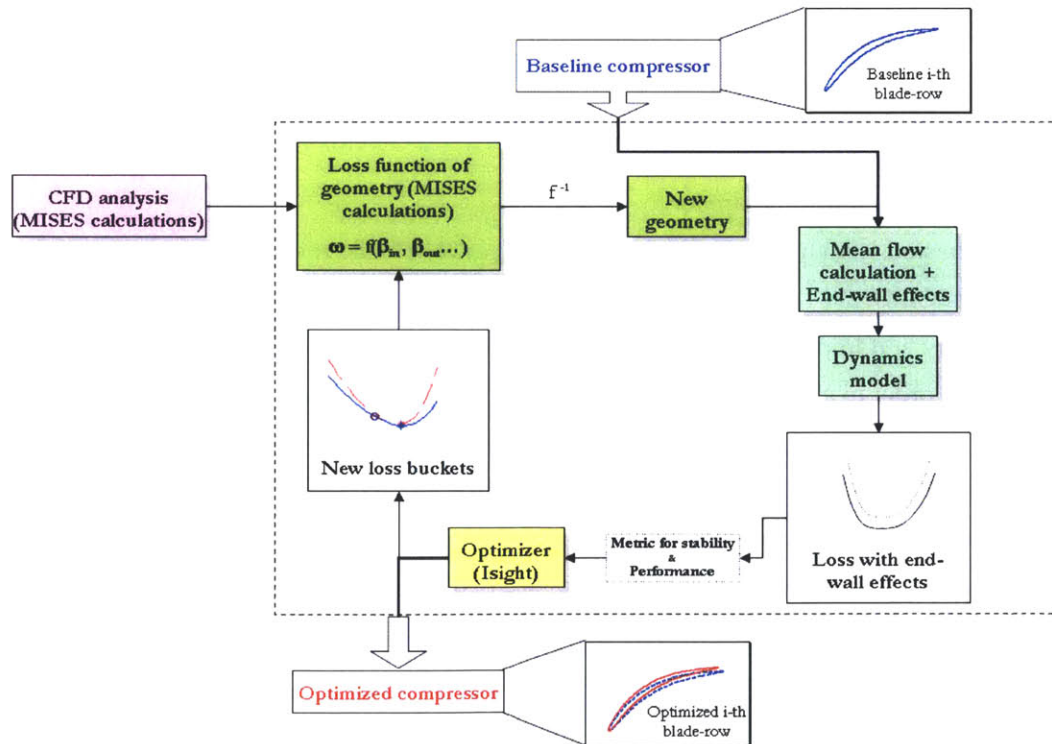 Baseline compressor
Baseline i-th
blade-row
CFD analysis
(MISES calculations)
Loss function of
geometry (MISES
calculations)
ω = f(β_in, β_out…)
f⁻¹
New
geometry
Mean flow
calculation +
End-wall effects
Dynamics
model
New loss buckets
Loss with end-
wall effects
Metric for stability
&
Performance
Optimizer
(Isight)
Optimized compressor
Optimized i-th
blade-row